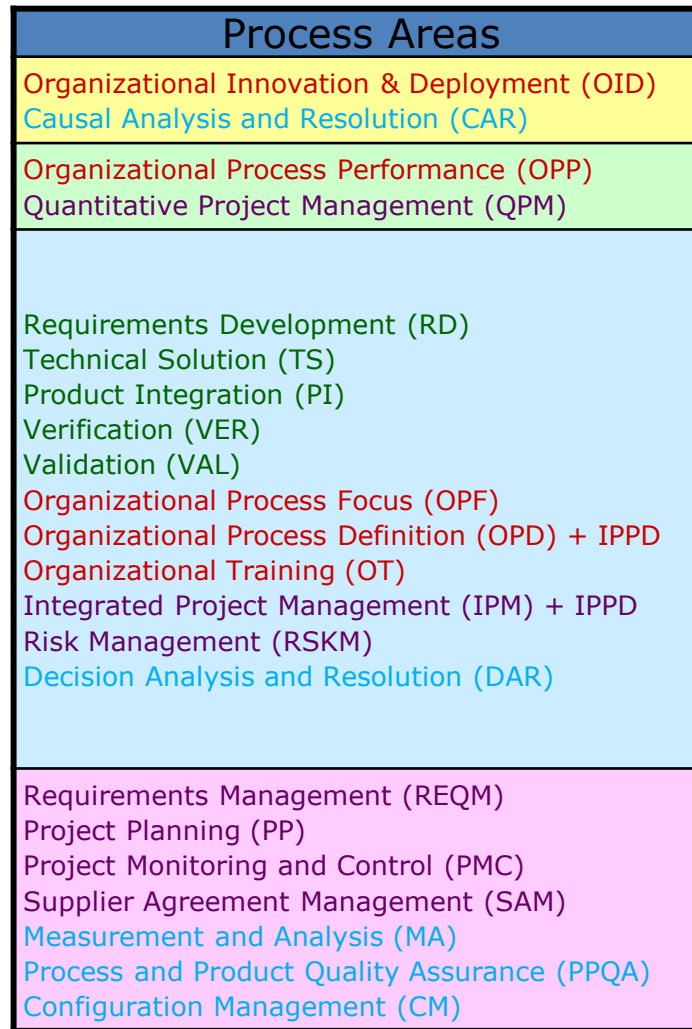 Process Areas
Organizational Innovation & Deployment (OID)
Causal Analysis and Resolution (CAR)
Organizational Process Performance (OPP)
Quantitative Project Management (QPM)
Requirements Development (RD)
Technical Solution (TS)
Product Integration (PI)
Verification (VER)
Validation (VAL)
Organizational Process Focus (OPF)
Organizational Process Definition (OPD) + IPPD
Organizational Training (OT)
Integrated Project Management (IPM) + IPPD
Risk Management (RSKM)
Decision Analysis and Resolution (DAR)
Requirements Management (REQM)
Project Planning (PP)
Project Monitoring and Control (PMC)
Supplier Agreement Management (SAM)
Measurement and Analysis (MA)
Process and Product Quality Assurance (PPQA)
Configuration Management (CM)